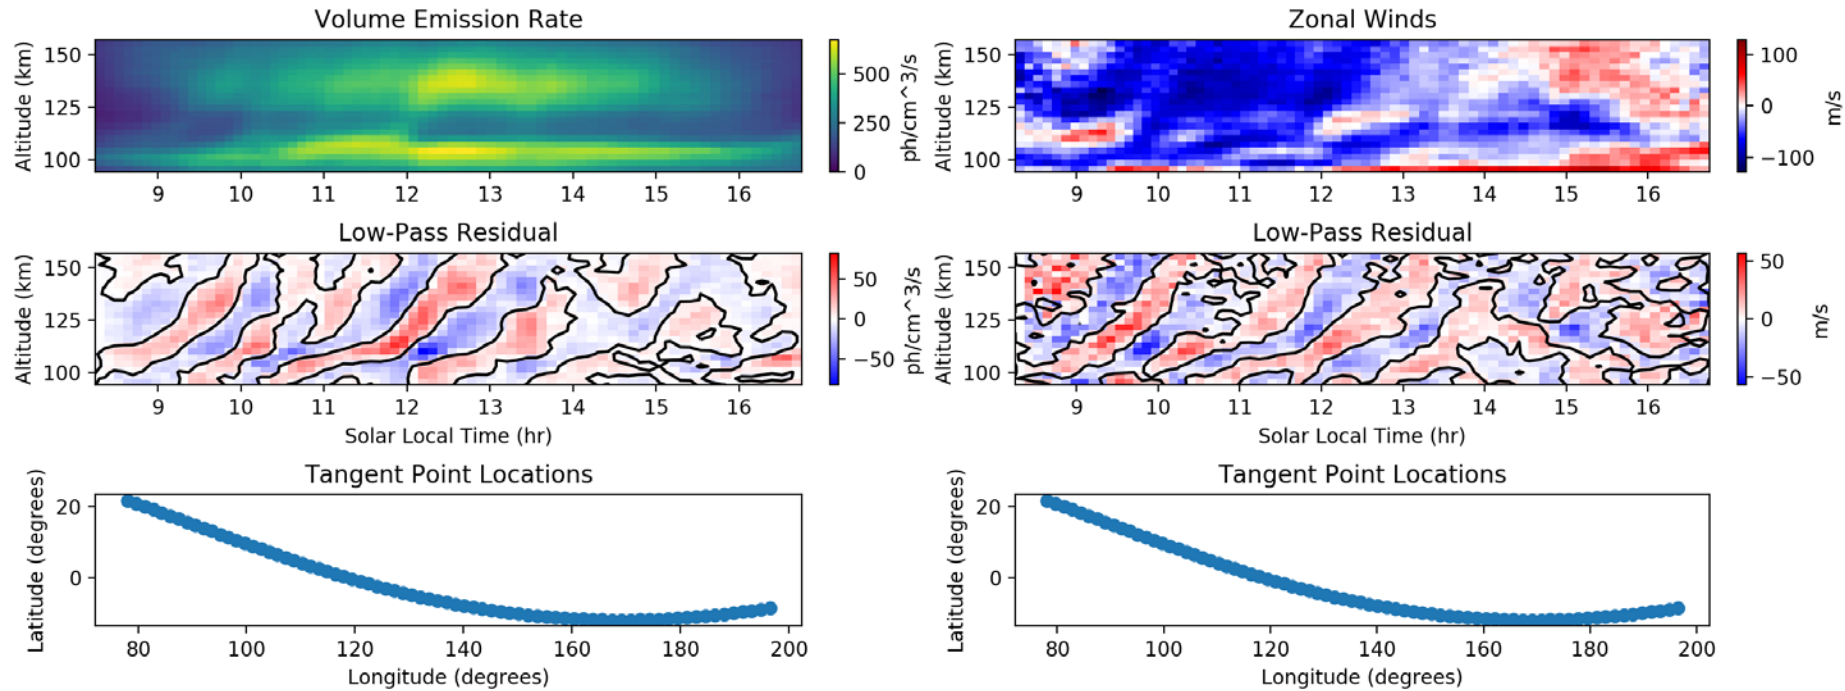 Volume Emission Rate
Altitude (km)
150
125
100
9 10 11 12 13 14 15 16
500
250
0
ph/cm^3/s
Zonal Winds
Altitude (km)
150
125
100
9 10 11 12 13 14 15 16
100
0
−100
m/s
Low-Pass Residual
Altitude (km)
150
125
100
9 10 11 12 13 14 15 16
Solar Local Time (hr)
50
0
−50
ph/cm^3/s
Low-Pass Residual
Altitude (km)
150
125
100
9 10 11 12 13 14 15 16
Solar Local Time (hr)
50
0
−50
m/s
Tangent Point Locations
Latitude (degrees)
20
0
80 100 120 140 160 180 200
Longitude (degrees)
Tangent Point Locations
Latitude (degrees)
20
0
80 100 120 140 160 180 200
Longitude (degrees)